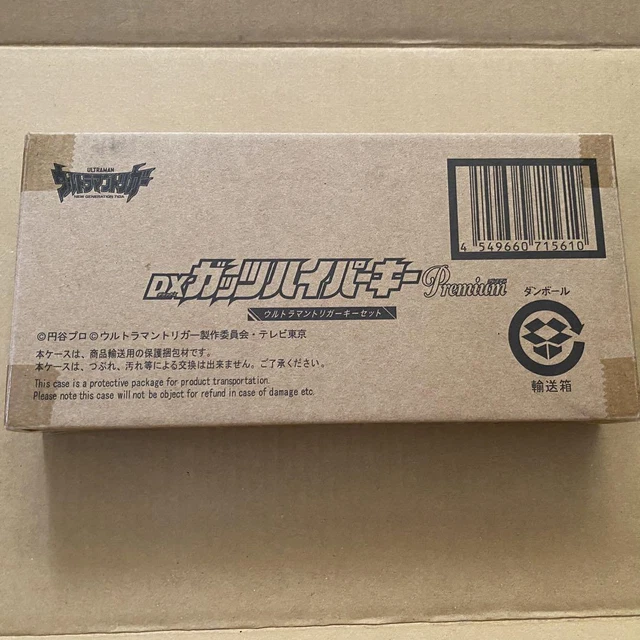 ULTRAMAN
ウルトラマントリガー
NEW GENERATION TIGA
4 549660 715610
DXガッツハイパーキー Premium
ウルトラマントリガーキーセット
©円谷プロ ©ウルトラマントリガー製作委員会・テレビ東京
本ケースは、商品輸送用の保護梱包材です。
本ケースは、つぶれ、汚れ等による交換は出来ません。ご了承ください。
This case is a protective package for product transportation.
Please note this case will not be object for refund in case of damage etc.
ダンボール
輸送箱